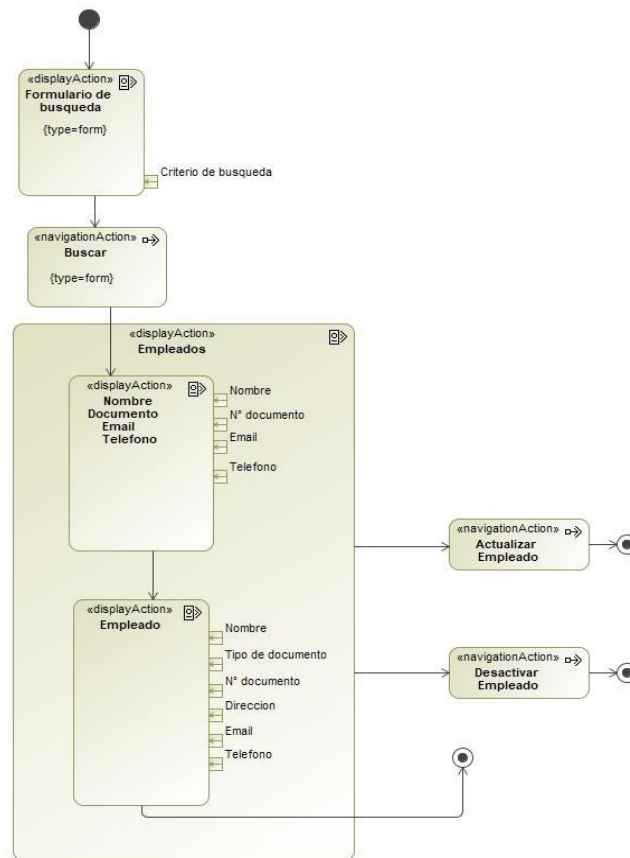 «displayAction»
Formulario de
busqueda
{type=form}
Criterio de busqueda
«navigationAction»
Buscar
{type=form}
«displayAction»
Empleados
«displayAction»
Nombre
Documento
Email
Telefono
Nombre
N° documento
Email
Telefono
«navigationAction»
Actualizar
Empleado
«displayAction»
Empleado
Nombre
Tipo de documento
N° documento
Direccion
Email
Telefono
«navigationAction»
Desactivar
Empleado